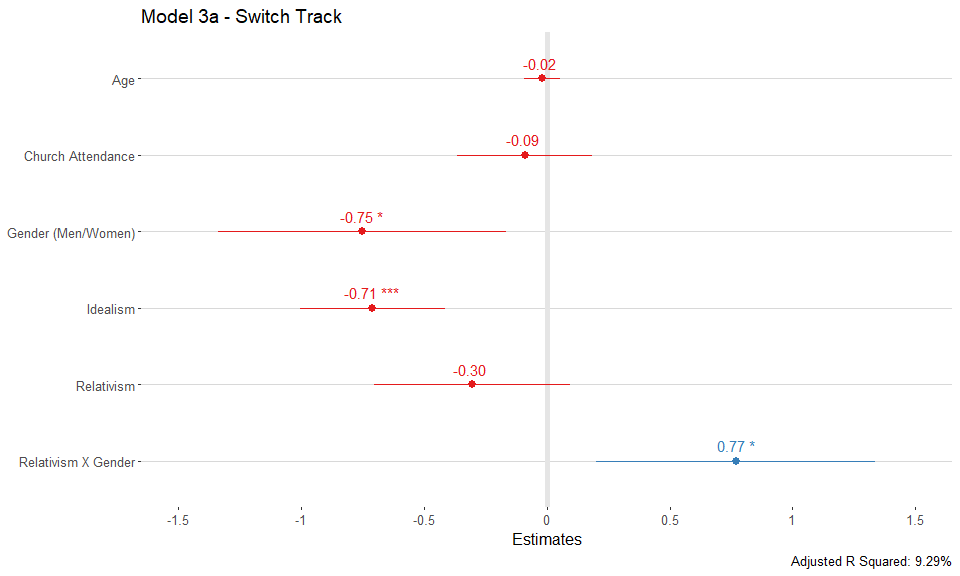 Model 3a - Switch Track
Age
-0.02
Church Attendance
-0.09
Gender (Men/Women)
-0.75 *
Idealism
-0.71 ***
Relativism
-0.30
Relativism X Gender
0.77 *
-1.5 -1 -0.5 0 0.5 1 1.5
Estimates
Adjusted R Squared: 9.29%